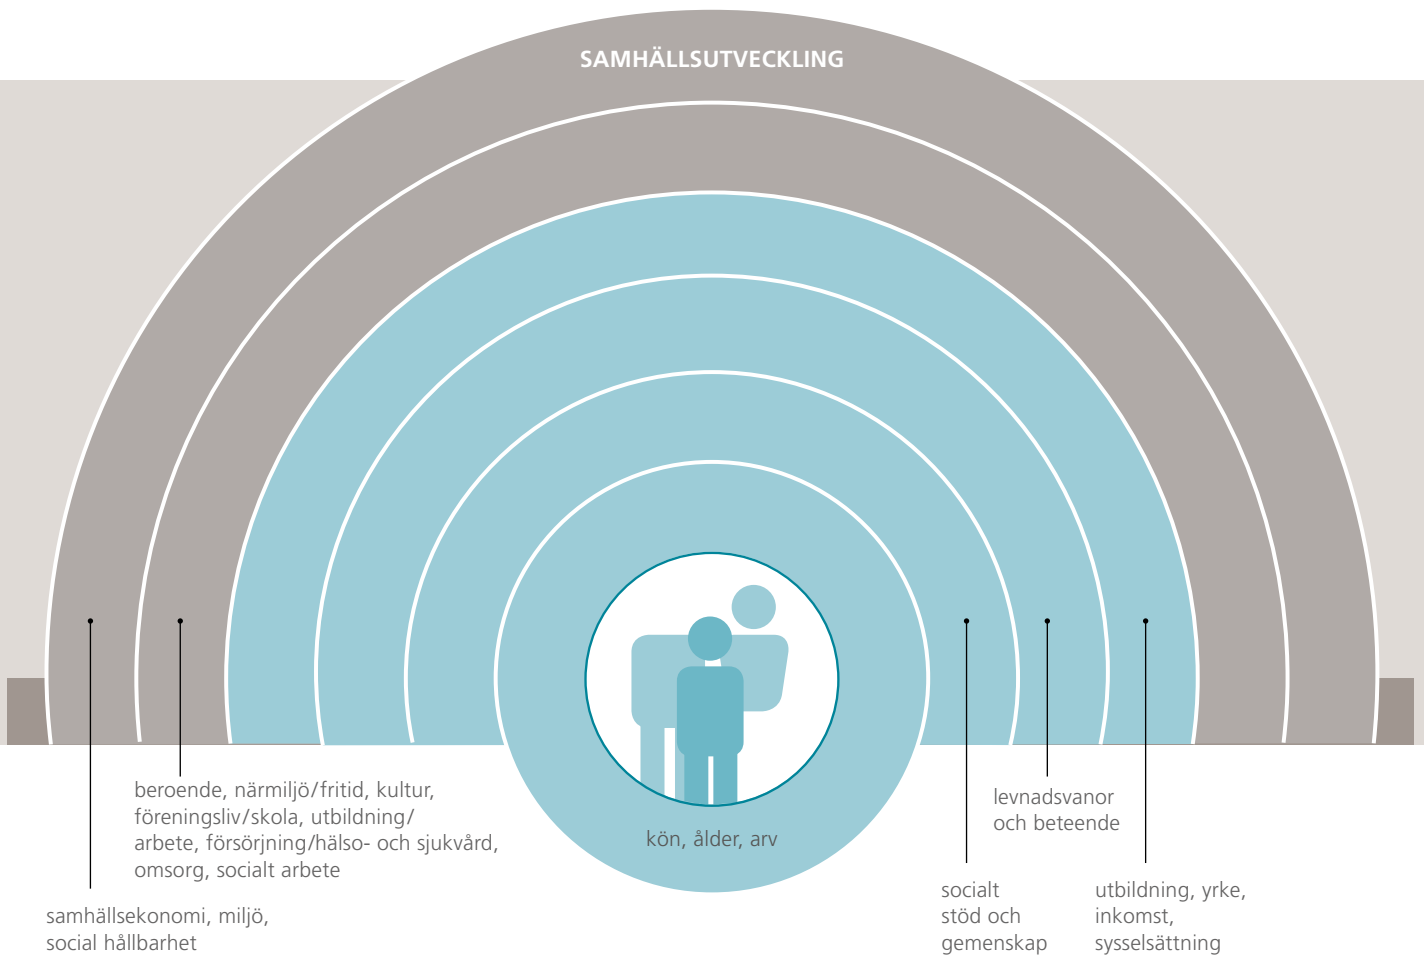 SAMHÄLLSUTVECKLING
beroende, närmiljö/fritid, kultur,
föreningsliv/skola, utbildning/
arbete, försörjning/hälso- och sjukvård,
omsorg, socialt arbete
samhällsekonomi, miljö,
social hållbarhet
kön, ålder, arv
levnadsvanor
och beteende
socialt
stöd och
gemenskap
utbildning, yrke,
inkomst,
sysselsättning